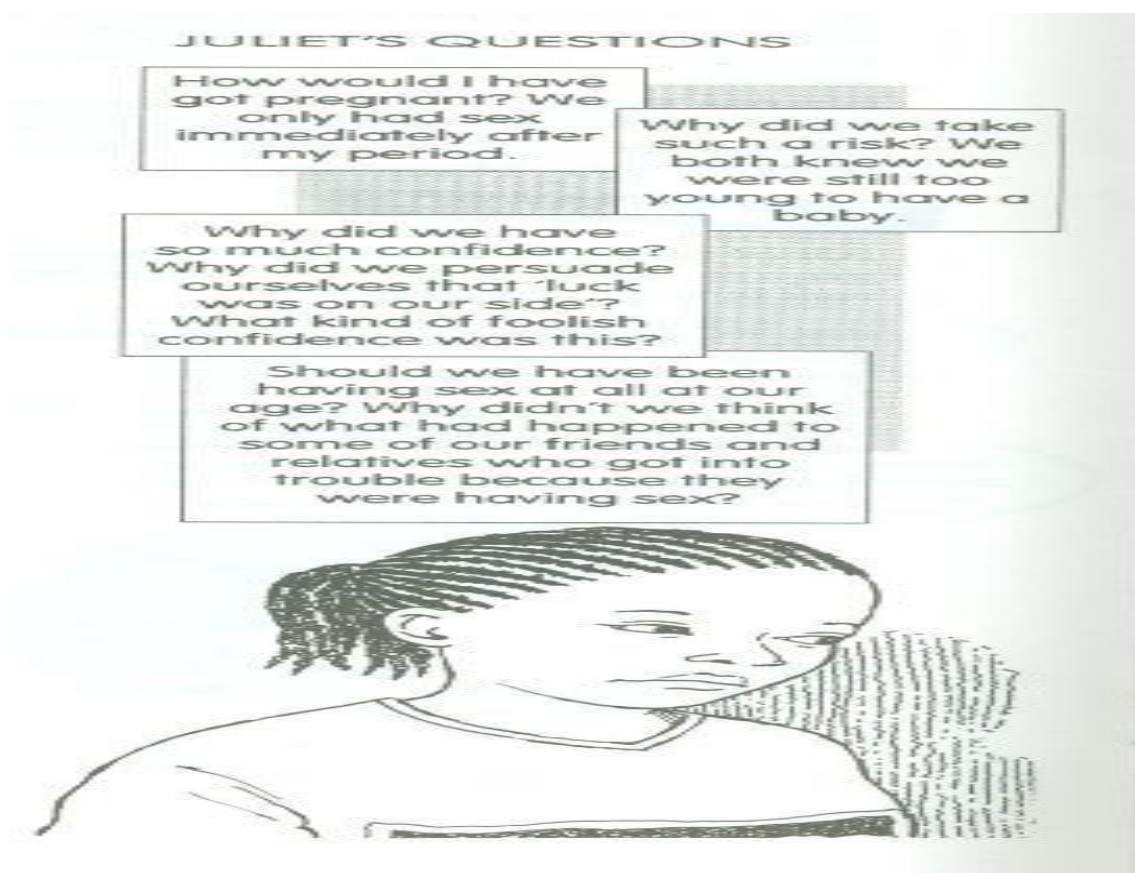 JULIET'S QUESTIONS
How would I have
got pregnant? We
only had sex
immediately after
my period.
Why did we take
such a risk? We
both knew we
were still too
young to have a
baby.
Why did we have
so much confidence?
Why did we persuade
ourselves that 'luck
was on our side'?
What kind of foolish
confidence was this?
Should we have been
having sex at all at our
age? Why didn't we think
of what had happened to
some of our friends and
relatives who got into
trouble because they
were having sex?